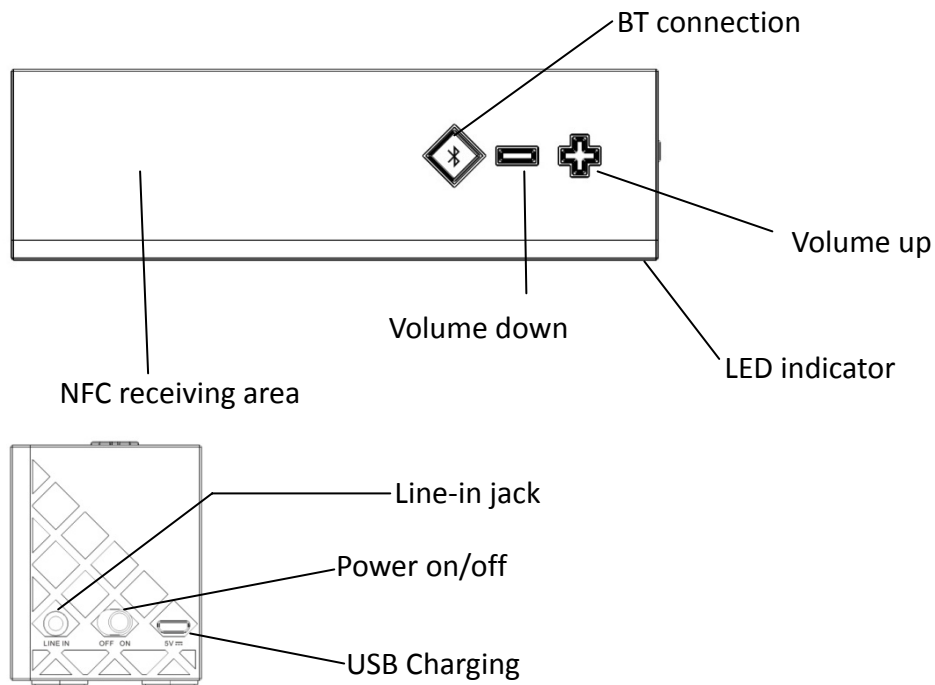 BT connection
Volume up
Volume down
LED indicator
NFC receiving area
Line-in jack
Power on/off
LINE IN
OFF ON
5V
USB Charging